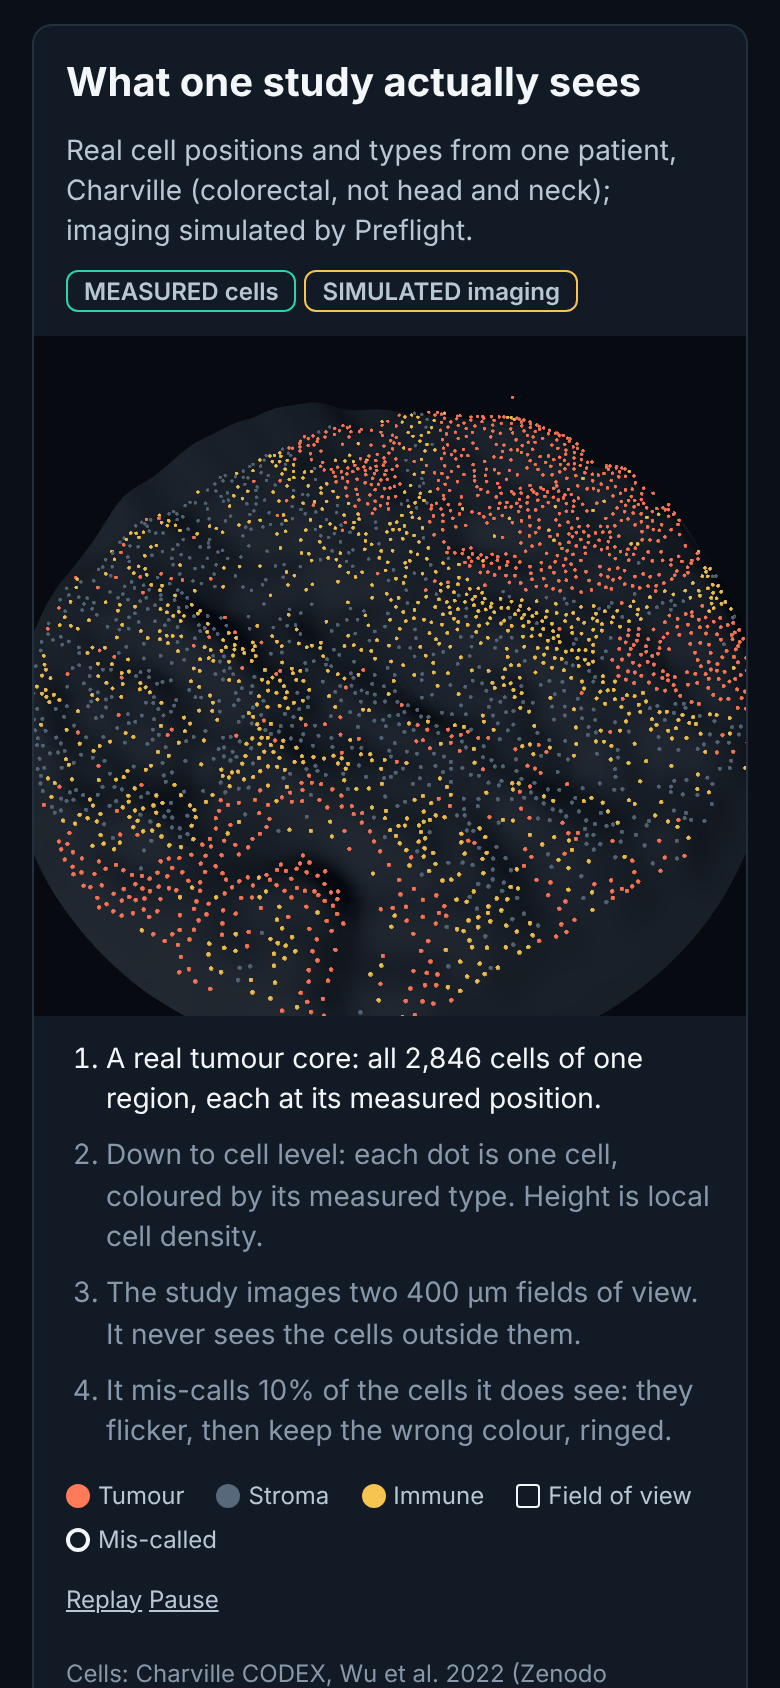 What one study actually sees
Real cell positions and types from one patient,
Charville (colorectal, not head and neck);
imaging simulated by Preflight.
MEASURED cells SIMULATED imaging
1. A real tumour core: all 2,846 cells of one
region, each at its measured position.
2. Down to cell level: each dot is one cell,
coloured by its measured type. Height is local
cell density.
3. The study images two 400 µm fields of view.
It never sees the cells outside them.
4. It mis-calls 10% of the cells it does see: they
flicker, then keep the wrong colour, ringed.
Tumour Stroma Immune Field of view
Mis-called
Replay Pause
Cells: Charville CODEX, Wu et al. 2022 (Zenodo